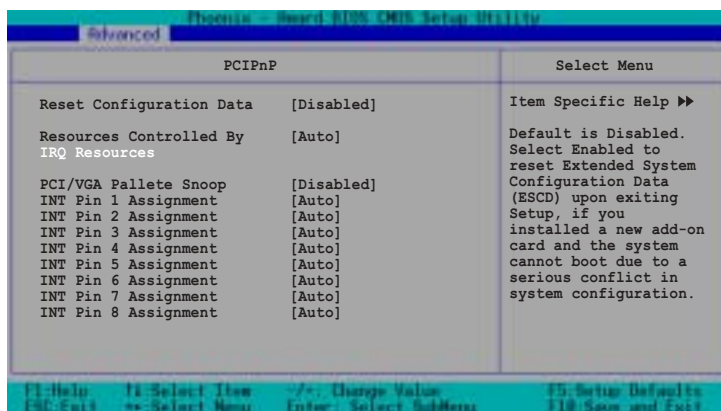 Phoenix - Award BIOS CMOS Setup Utility
Advanced
PCIPnP
Select Menu
Reset Configuration Data [Disabled]
Resources Controlled By [Auto]
IRQ Resources
PCI/VGA Pallete Snoop [Disabled]
INT Pin 1 Assignment [Auto]
INT Pin 2 Assignment [Auto]
INT Pin 3 Assignment [Auto]
INT Pin 4 Assignment [Auto]
INT Pin 5 Assignment [Auto]
INT Pin 6 Assignment [Auto]
INT Pin 7 Assignment [Auto]
INT Pin 8 Assignment [Auto]
Item Specific Help ▶▶
Default is Disabled.
Select Enabled to
reset Extended System
Configuration Data
(ESCD) upon exiting
Setup, if you
installed a new add-on
card and the system
cannot boot due to a
serious conflict in
system configuration.
F1:Help ↑↓:Select Item -/+: Change Value F5:Setup Defaults
ESC:Exit ↔:Select Menu Enter: Select SubMenu F10:Save and Exit